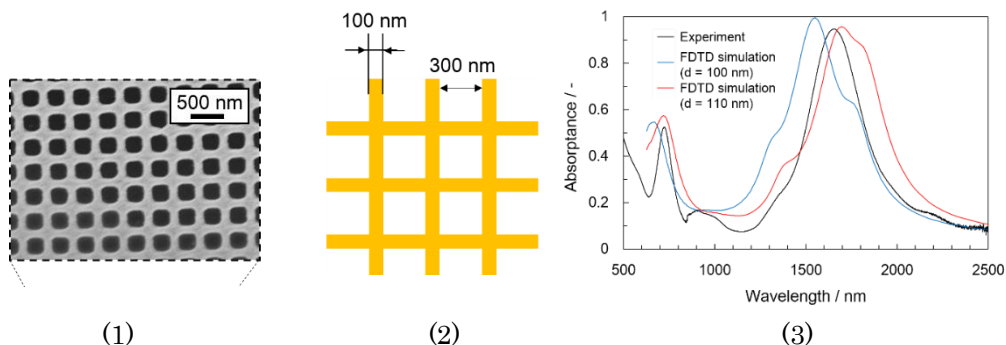 500 nm
(1)
100 nm
300 nm
(2)
Experiment
FDTD simulation
(d = 100 nm)
FDTD simulation
(d = 110 nm)
Absorptance / -
1
0.8
0.6
0.4
0.2
0
500 1000 1500 2000 2500
Wavelength / nm
(3)